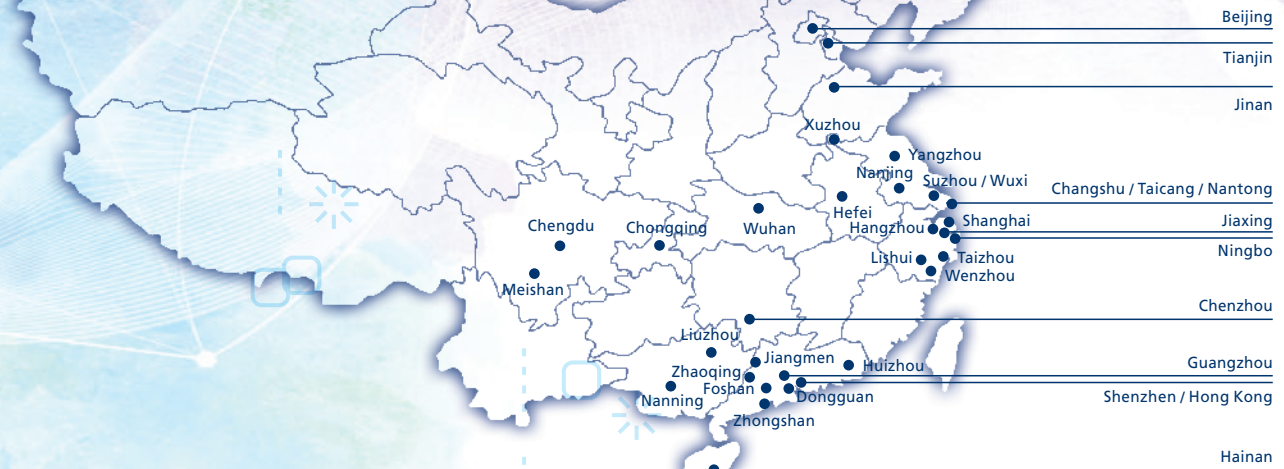 Beijing
Tianjin
Jinan
Xuzhou
Yangzhou
Nanjing
Suzhou / Wuxi
Changshu / Taicang / Nantong
Hefei
Shanghai
Jiaxing
Chengdu
Chongqing
Wuhan
Hangzhou
Ningbo
Lishui
Taizhou
Wenzhou
Meishan
Chenzhou
Liuzhou
Jiangmen
Huizhou
Guangzhou
Zhaoqing
Foshan
Nanning
Dongguan
Shenzhen / Hong Kong
Zhongshan
Hainan